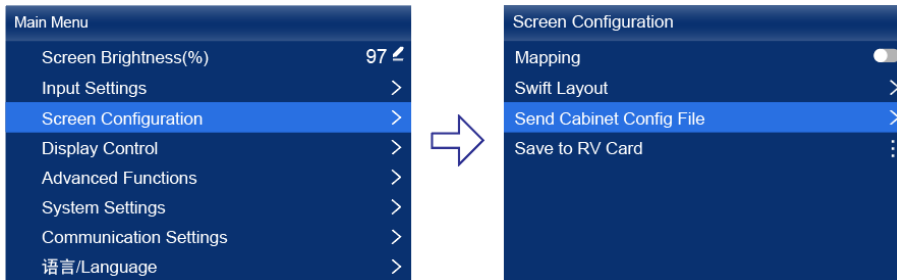 Main Menu
Screen Brightness(%) 97
Input Settings
Screen Configuration
Display Control
Advanced Functions
System Settings
Communication Settings
语言/Language
Screen Configuration
Mapping
Swift Layout
Send Cabinet Config File
Save to RV Card